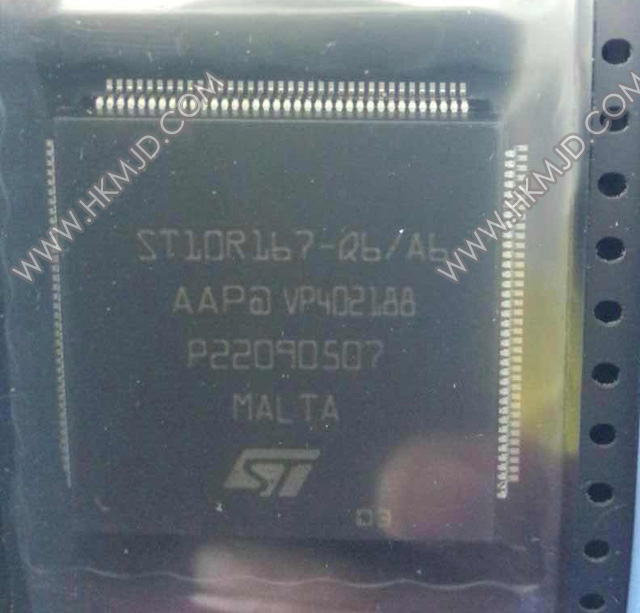 ST10R167-Q6/A6
AAP@ VP402188
P22090507
MALTA
ST
03
WWW.HKMJD.COM
WWW.HKMJD.COM